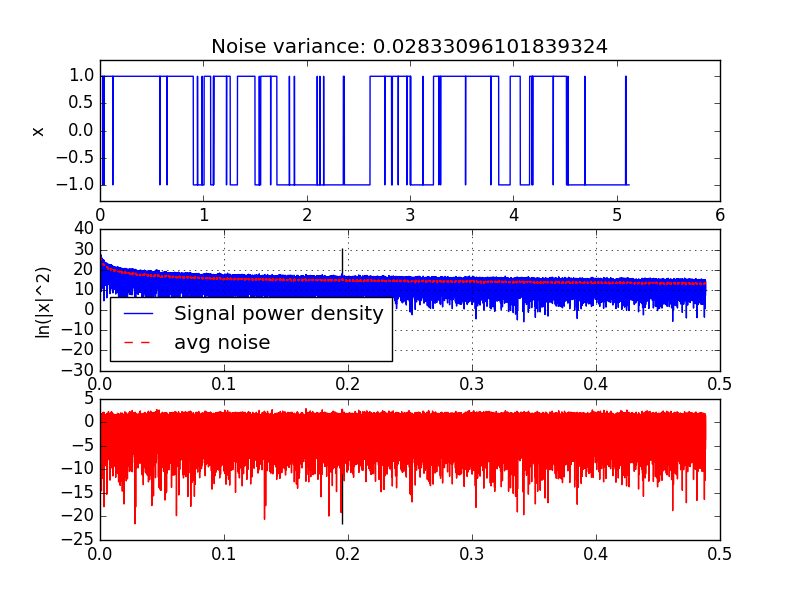 Noise variance: 0.02833096101839324
1.0
0.5
0.0
−0.5
−1.0
x
0 1 2 3 4 5 6
40
30
20
10
0
−10
−20
−30
ln(|x|^2)
Signal power density
avg noise
0.0 0.1 0.2 0.3 0.4 0.5
5
0
−5
−10
−15
−20
−25
0.0 0.1 0.2 0.3 0.4 0.5